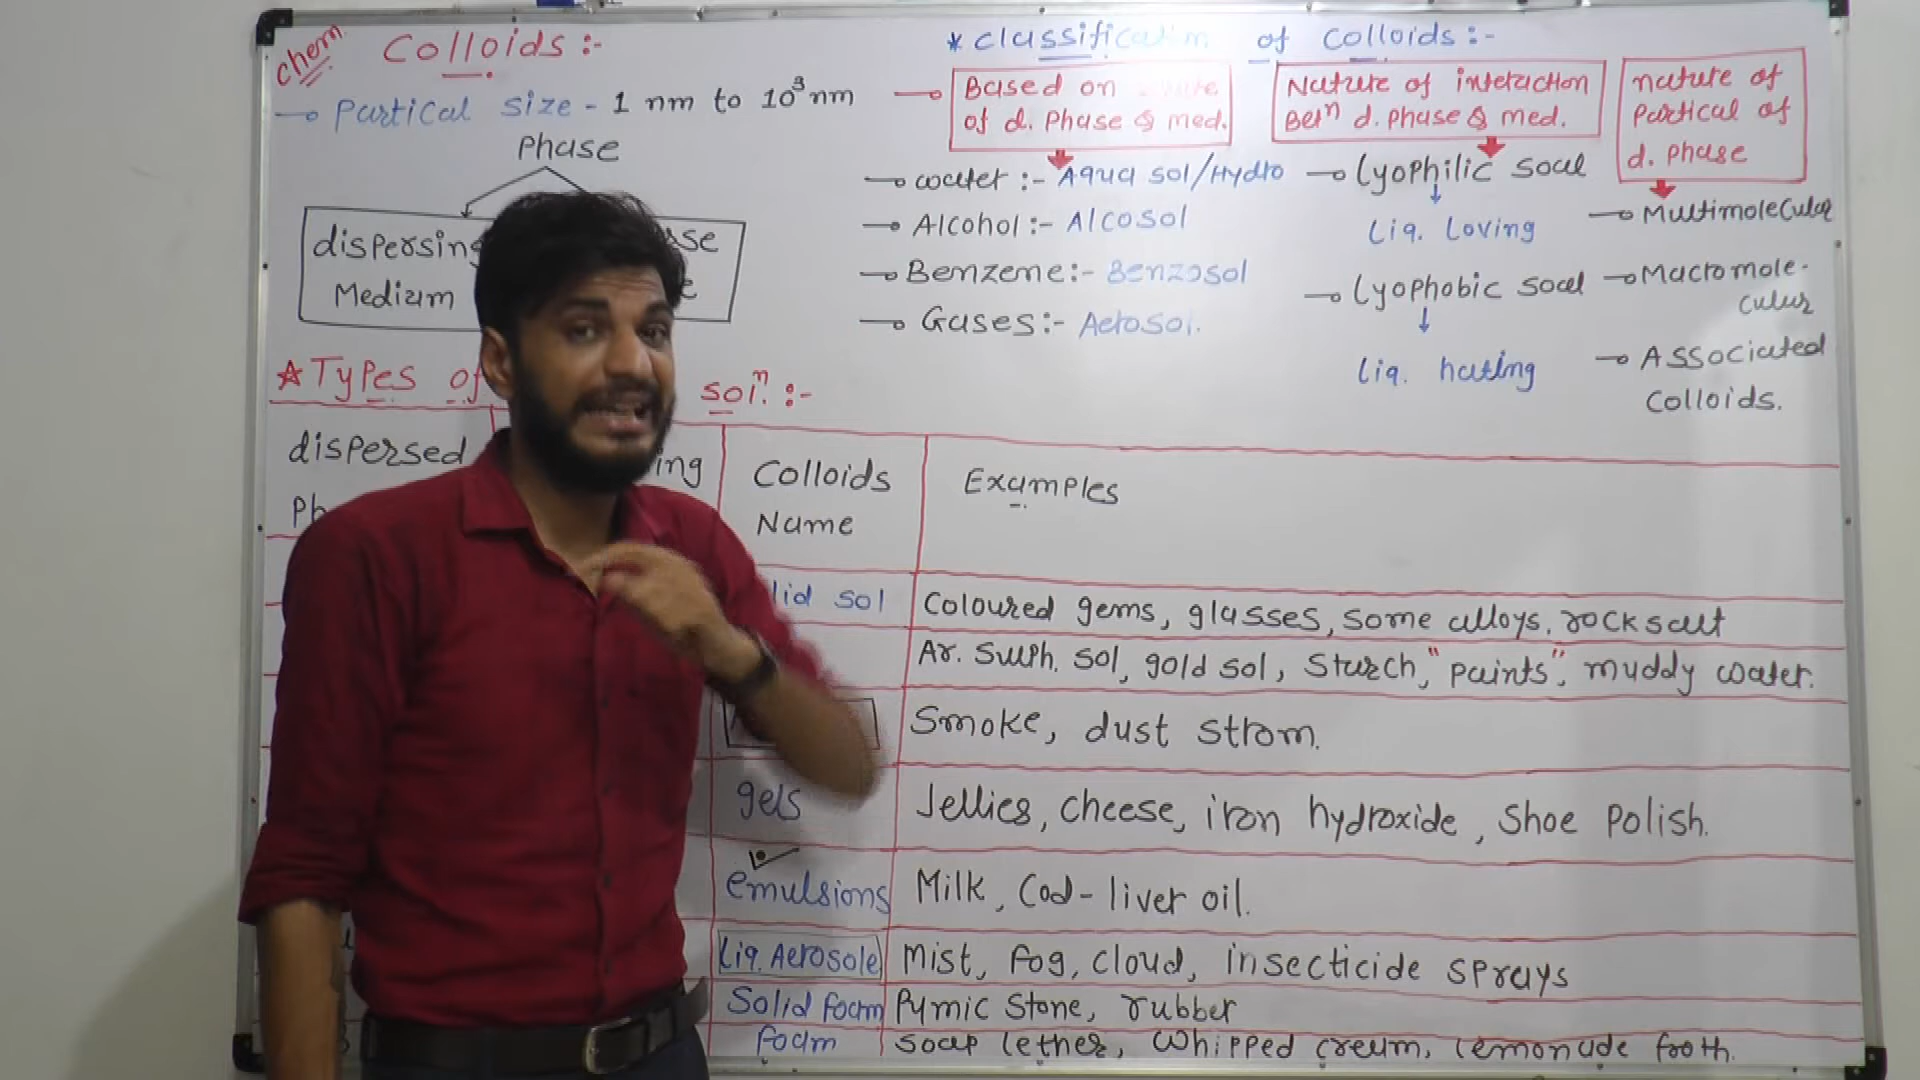 chem
Colloids :-
Partical size - 1 nm to 10³ nm
Phase
dispersing
Medium
Types of
solⁿ. :-
* Classification of Colloids :-
Based on
of d. Phase & med.
water :- Aqua sol/Hydro
Alcohol :- Alcosol
Benzene :- Benzosol
Gases :- Aerosol.
Nature of interaction
Betⁿ d. phase & med.
Lyophilic soul
Liq. Loving
Lyophobic soul
Liq. hating
nature of
Partical of
d. phase
Multimolecular
Macromole-
cular
Associated
Colloids.
dispersed
Colloids
Name
Examples
sol
Coloured gems, glasses, some alloys, rock salt
Ar. Sulph. sol, gold sol, Starch, "paints", muddy water.
Smoke, dust strom.
gels
Jellies, cheese, iron hydroxide, Shoe Polish.
emulsions
Milk, Cod-liver oil.
Liq. Aerosole
Mist, fog, cloud, insecticide sprays
Solid foam
Pymic stone, rubber
foam
soap lether, whipped cream, lemonade froth.